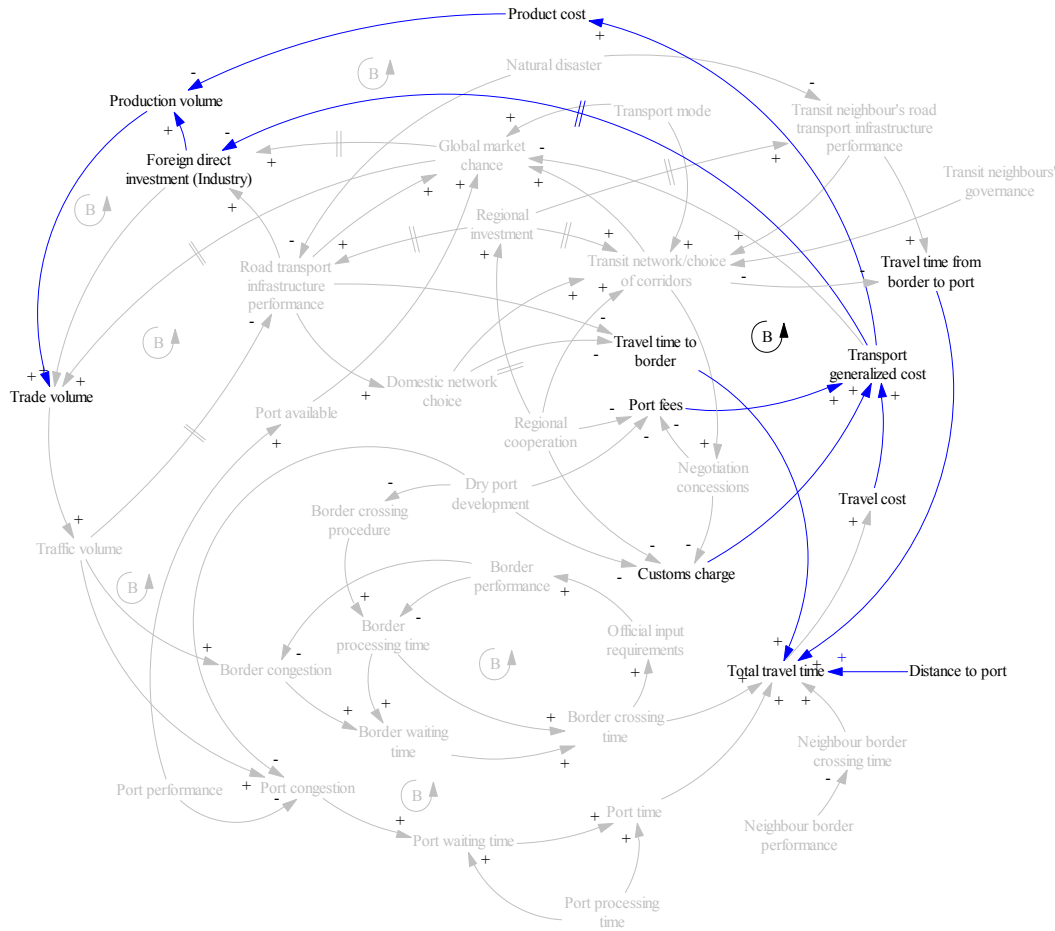 Product cost
+
-
Natural disaster
B
-
Production volume
Transport mode
Transit neighbour's road
transport infrastructure
performance
+
+
-
-
Foreign direct
investment (Industry)
+
Global market
chance
+
+
+
+
Transit neighbours'
governance
+
B
Regional
investment
-
+
+
+
+
+
+
+
Road transport
infrastructure
performance
Transit network/choice
of corridors
-
-
Travel time from
border to port
+
+
-
-
B
Travel time to
border
-
B
Transport
generalized cost
+
+
+
Trade volume
Domestic network
choice
+
+
+
+
Port available
+
Port fees
-
-
-
Regional
cooperation
+
Negotiation
concessions
Dry port
development
-
Border crossing
procedure
Travel cost
+
+
Traffic volume
-
-
-
Customs charge
B
Border
performance
+
+
-
Border
processing time
Official input
requirements
+
-
Border congestion
B
+
+
+
+
+
Total travel time
Distance to port
+
+
+
+
Border waiting
time
+
+
Border crossing
time
Neighbour border
crossing time
-
-
Port performance
+
-
Port congestion
B
+
Port waiting time
+
+
Port time
+
Neighbour border
performance
Port processing
time